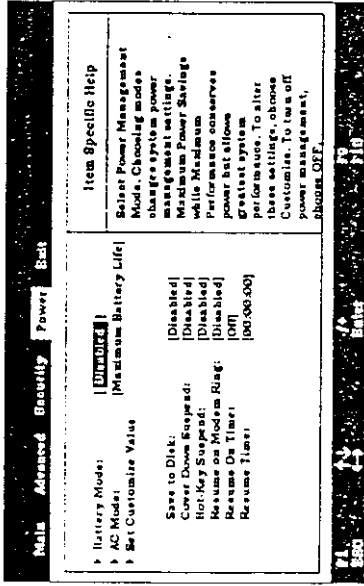 Main Advanced Security Power Exit
Battery Mode: [Disabled]
AC Mode: [Maximum Battery Life]
Set Customize Value
Save to Disk: [Disabled]
Cover Down Suspend: [Disabled]
Hot-Key Suspend: [Disabled]
Resume on Modem Ring: [Disabled]
Resume On Time: [Off]
Resume Time: [00:00:00]
Item Specific Help
Select Power Management
Mode. Choosing modes
changes system power
management settings.
Maximum Power Savings
while Maximum
Performance conserves
power but allows
greatest system
performance. To alter
these settings, choose
Customize. To turn off
power management,
choose OFF.
F1
ESC
Enter
F9
F10